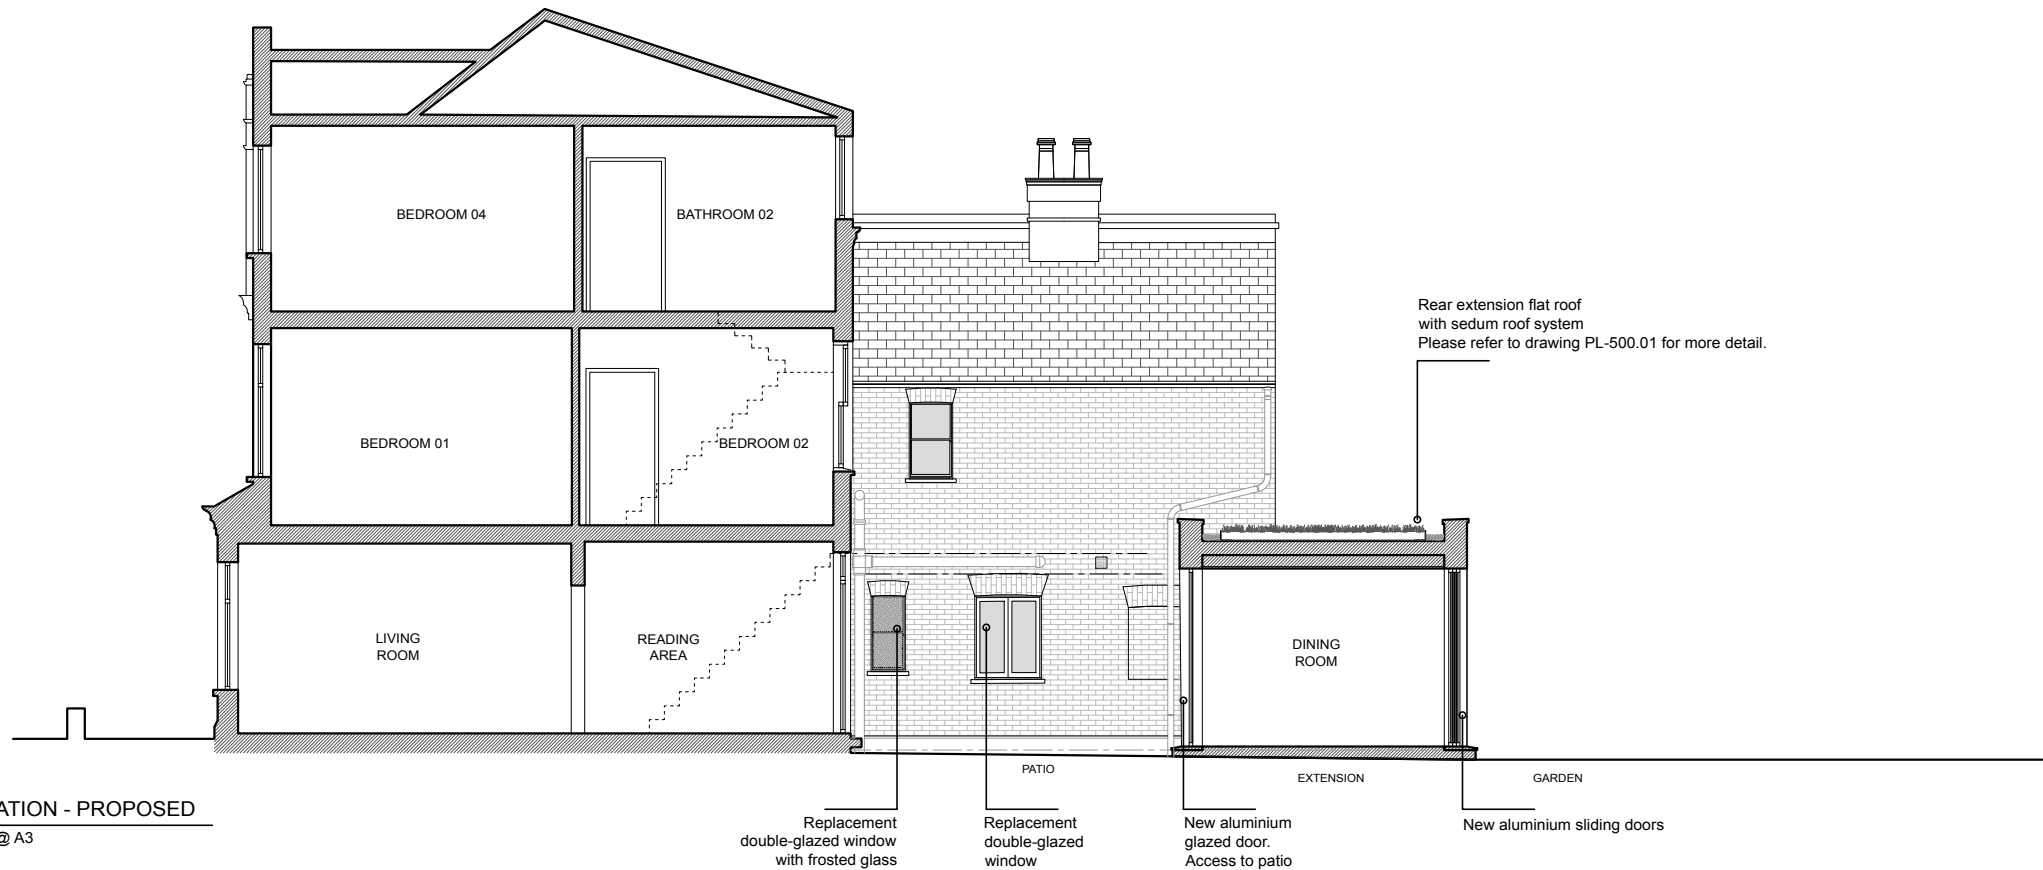 BEDROOM 04
BATHROOM 02
Rear extension flat roof
with sedum roof system
Please refer to drawing PL-500.01 for more detail.
BEDROOM 01
BEDROOM 02
LIVING
ROOM
READING
AREA
DINING
ROOM
PATIO
EXTENSION
GARDEN
ATION - PROPOSED
@ A3
Replacement
double-glazed window
with frosted glass
Replacement
double-glazed
window
New aluminium
glazed door.
Access to patio
New aluminium sliding doors